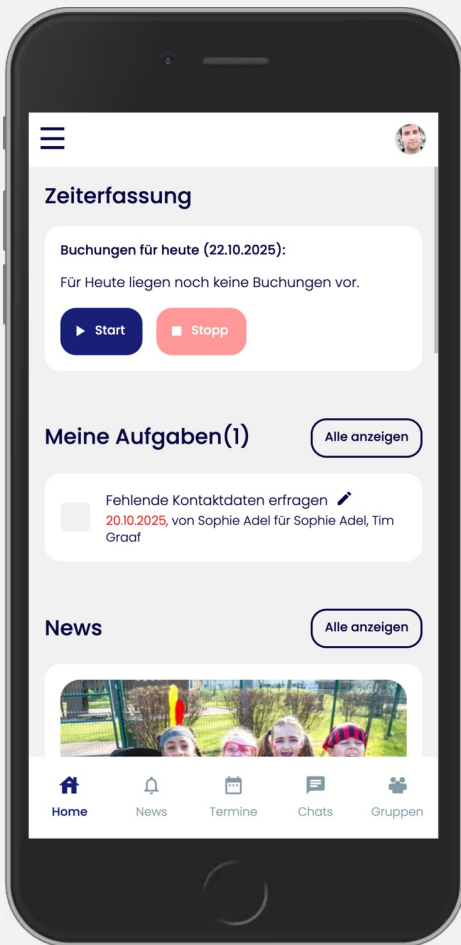 Zeiterfassung
Buchungen für heute (22.10.2025):
Für Heute liegen noch keine Buchungen vor.
Start
Stopp
Meine Aufgaben(1)
Alle anzeigen
Fehlende Kontaktdaten erfragen
20.10.2025, von Sophie Adel für Sophie Adel, Tim
Graaf
News
Alle anzeigen
Home
News
Termine
Chats
Gruppen